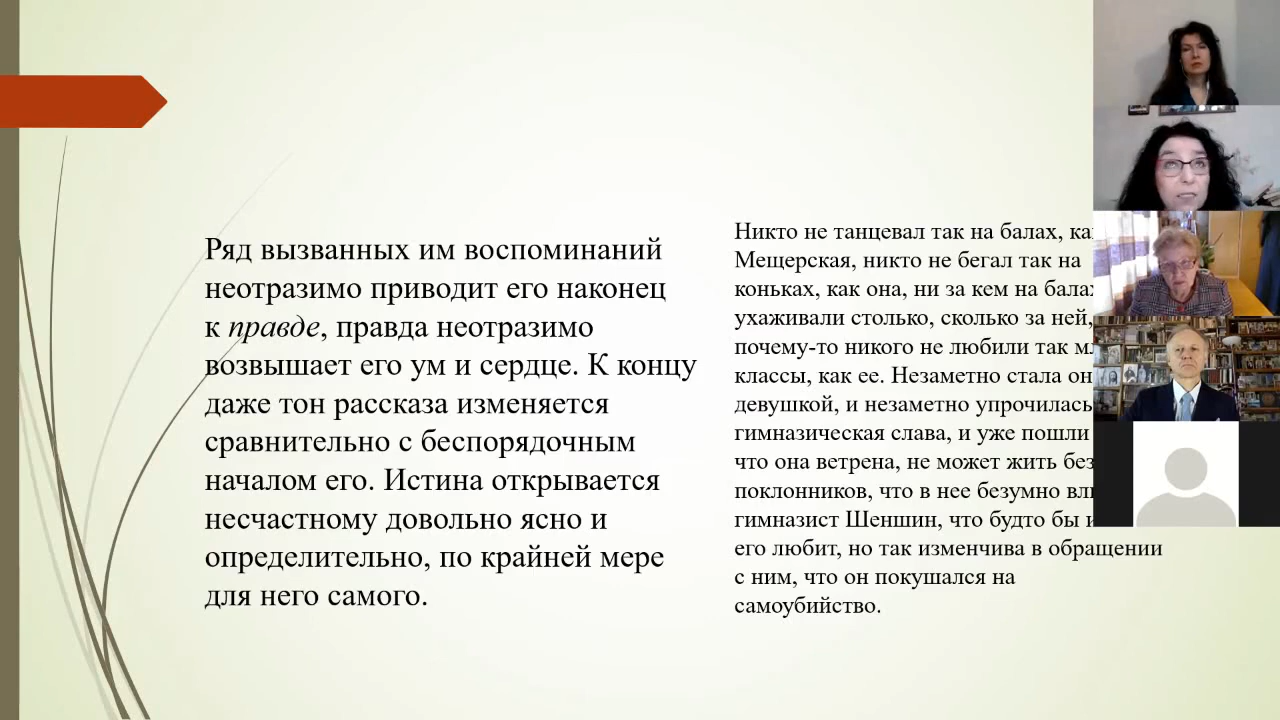 Ряд вызванных им воспоминаний
неотразимо приводит его наконец
к правде, правда неотразимо
возвышает его ум и сердце. К концу
даже тон рассказа изменяется
сравнительно с беспорядочным
началом его. Истина открывается
несчастному довольно ясно и
определительно, по крайней мере
для него самого.
Никто не танцевал так на балах,
Мещерская, никто не бегал так на
коньках, как она, ни за кем на
ухаживали столько, сколько за ней,
почему-то никого не любили так
классы, как ее. Незаметно стала
девушкой, и незаметно упрочилась
гимназическая слава, и уже пошли
что она ветрена, не может жить без
поклонников, что в нее безумно
гимназист Шеншин, что будто бы
его любит, но так изменчива в обращении
с ним, что он покушался на
самоубийство.